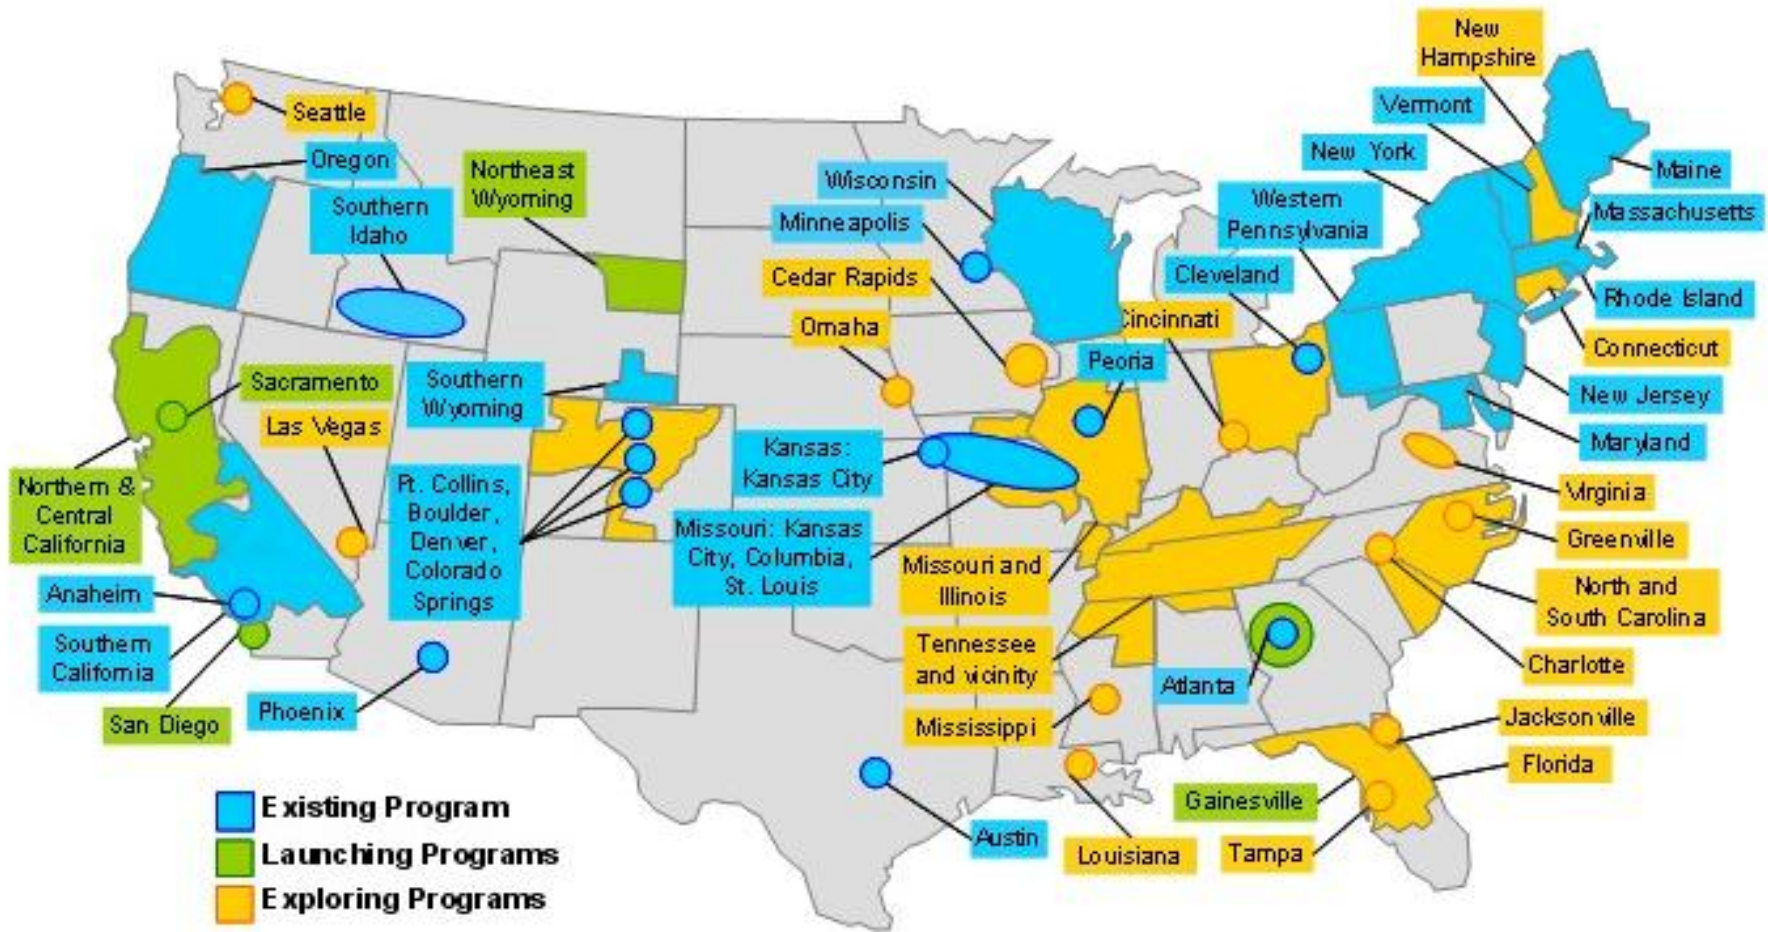 New
Hampshire
Vermont
New York
Maine
Massachusetts
Western
Pennsylvania
Cleveland
Rhode Island
Connecticut
New Jersey
Maryland
Virginia
Greenville
North and
South Carolina
Charlotte
Jacksonville
Florida
Gainesville
Tampa
Louisiana
Atlanta
Mississippi
Tennessee
and vicinity
Missouri and
Illinois
Cincinnati
Peoria
Wisconsin
Minneapolis
Cedar Rapids
Omaha
Kansas:
Kansas City
Missouri: Kansas
City, Columbia,
St. Louis
Austin
Seattle
Oregon
Southern
Idaho
Northeast
Wyoming
Southern
Wyoming
Sacramento
Las Vegas
Ft. Collins,
Boulder,
Denver,
Colorado
Springs
Northern &
Central
California
Anaheim
Southern
California
San Diego
Phoenix
Existing Program
Launching Programs
Exploring Programs